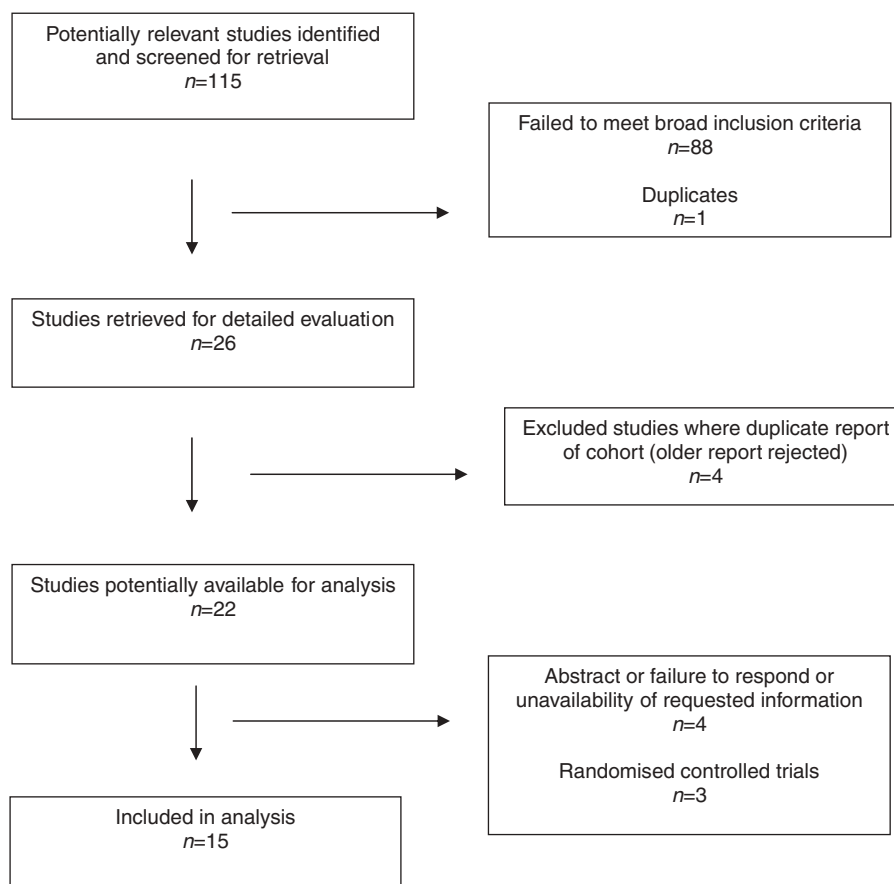 Potentially relevant studies identified
and screened for retrieval
n=115
Failed to meet broad inclusion criteria
n=88
Duplicates
n=1
Studies retrieved for detailed evaluation
n=26
Excluded studies where duplicate report
of cohort (older report rejected)
n=4
Studies potentially available for analysis
n=22
Abstract or failure to respond or
unavailability of requested information
n=4
Randomised controlled trials
n=3
Included in analysis
n=15